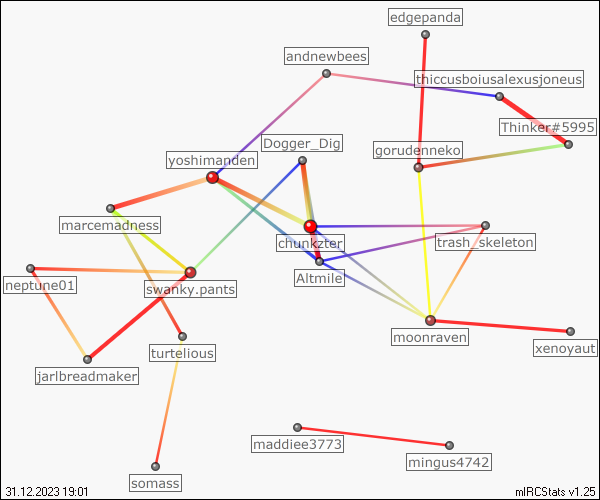 edgepanda
andnewbees
thiccusboiusalexusjoneus
Thinker#5995
Dogger_Dig
gorudenneko
yoshimanden
marcemadness
chunkzter
trash_skeleton
Altmile
neptune01
swanky.pants
moonraven
xenoyaut
turtelious
jarlbreadmaker
maddiee3773
mingus4742
somass
31.12.2023 19:01
mIRCStats v1.25